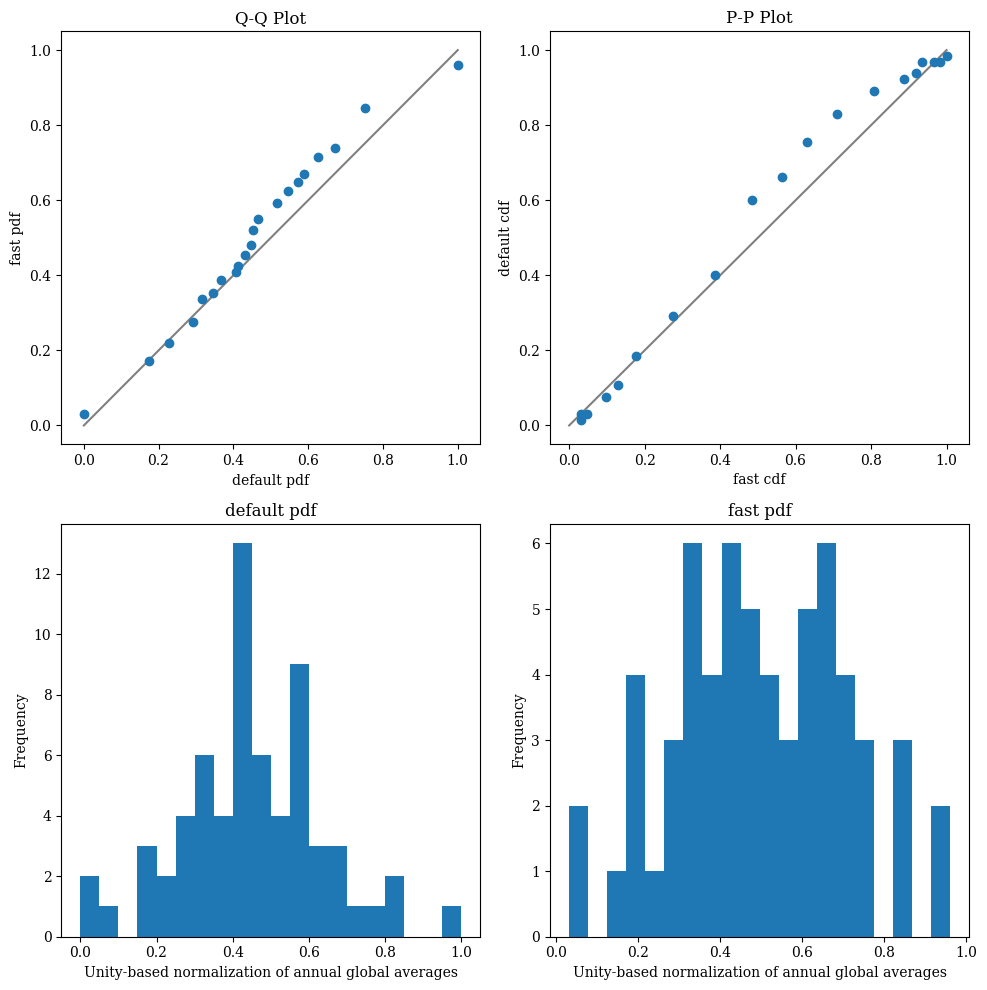 Q-Q Plot
1.0
0.8
0.6
0.4
0.2
0.0
fast pdf
0.0 0.2 0.4 0.6 0.8 1.0
default pdf
P-P Plot
1.0
0.8
0.6
0.4
0.2
0.0
default cdf
0.0 0.2 0.4 0.6 0.8 1.0
fast cdf
default pdf
12
10
8
6
4
2
0
Frequency
0.0 0.2 0.4 0.6 0.8 1.0
Unity-based normalization of annual global averages
fast pdf
6
5
4
3
2
1
0
Frequency
0.0 0.2 0.4 0.6 0.8 1.0
Unity-based normalization of annual global averages